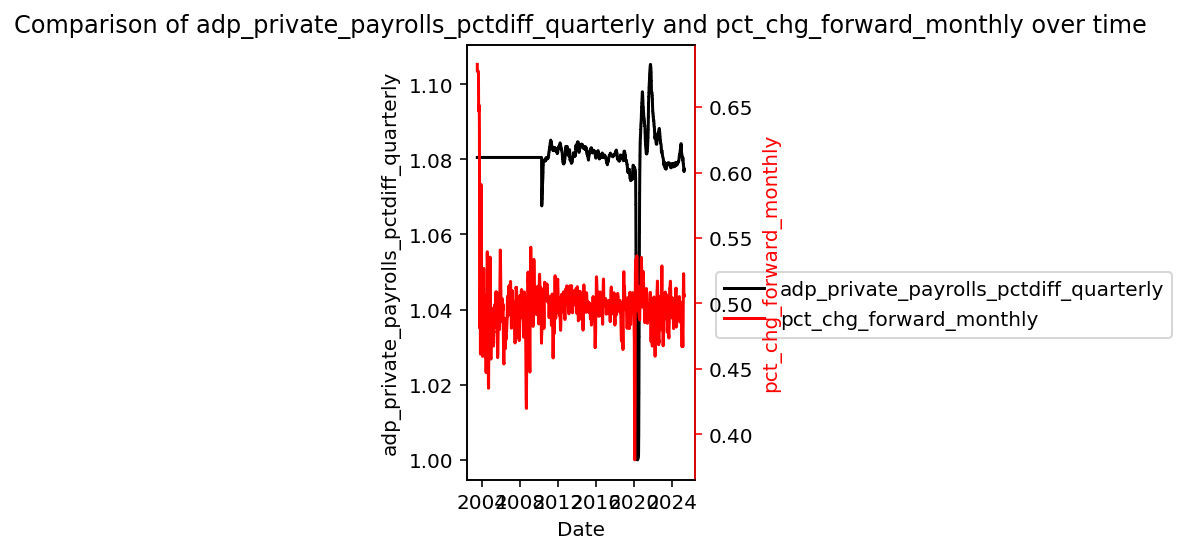 Comparison of adp_private_payrolls_pctdiff_quarterly and pct_chg_forward_monthly over time
adp_private_payrolls_pctdiff_quarterly
1.10
1.08
1.06
1.04
1.02
1.00
2004 2008 2012 2016 2020 2024
Date
0.65
0.60
0.55
0.50
0.45
0.40
pct_chg_forward_monthly
adp_private_payrolls_pctdiff_quarterly
pct_chg_forward_monthly